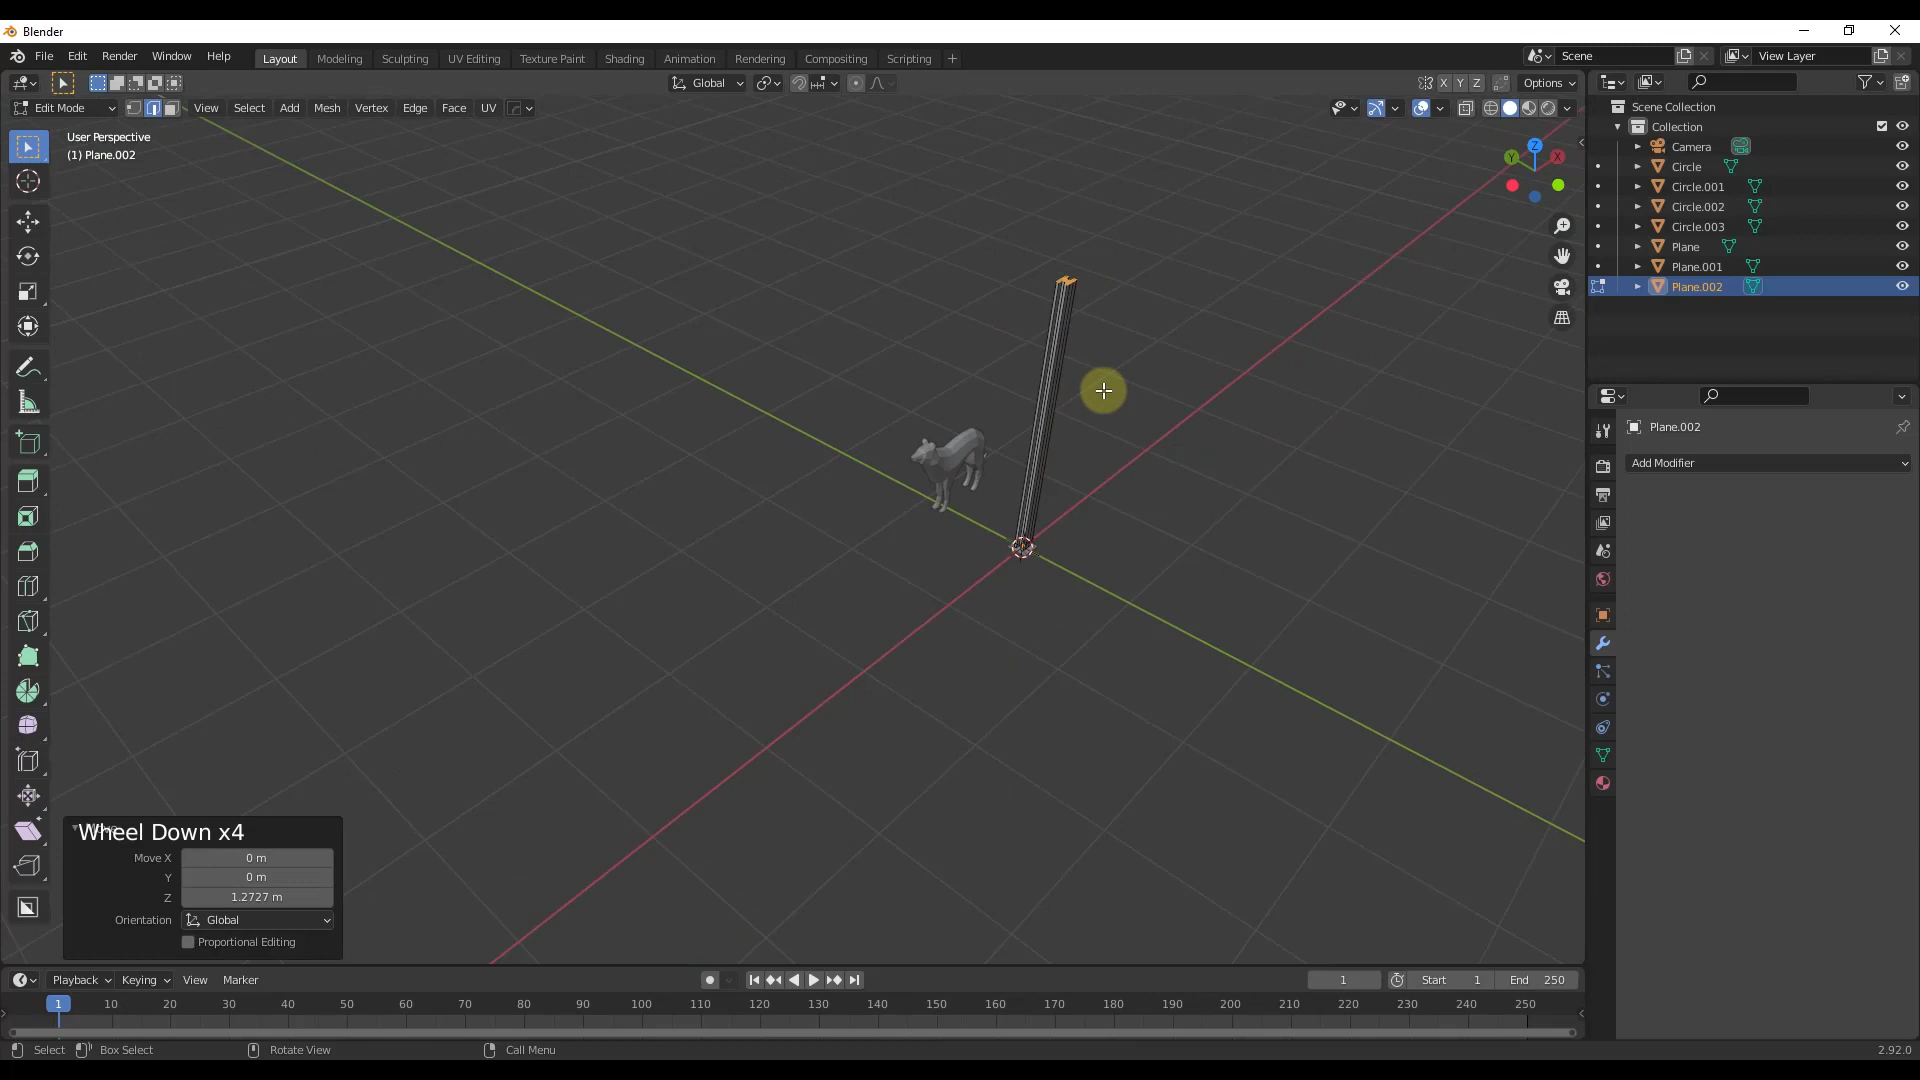 Blender
File Edit Render Window Help
Layout Modeling Sculpting UV Editing Texture Paint Shading Animation Rendering Compositing Scripting +
Scene
View Layer
Global
X Y Z
Options
Edit Mode View Select Add Mesh Vertex Edge Face UV
User Perspective
(1) Plane.002
Z
Y
X
Scene Collection
Collection
Camera
Circle
Circle.001
Circle.002
Circle.003
Plane
Plane.001
Plane.002
Plane.002
Add Modifier
Wheel Down x4
Move X 0 m
Y 0 m
Z 1.2727 m
Orientation Global
Proportional Editing
Playback Keying View Marker
1
Start 1
End 250
1 10 20 30 40 50 60 70 80 90 100 110 120 130 140 150 160 170 180 190 200 210 220 230 240 250
Select Box Select Rotate View Call Menu 2.92.0